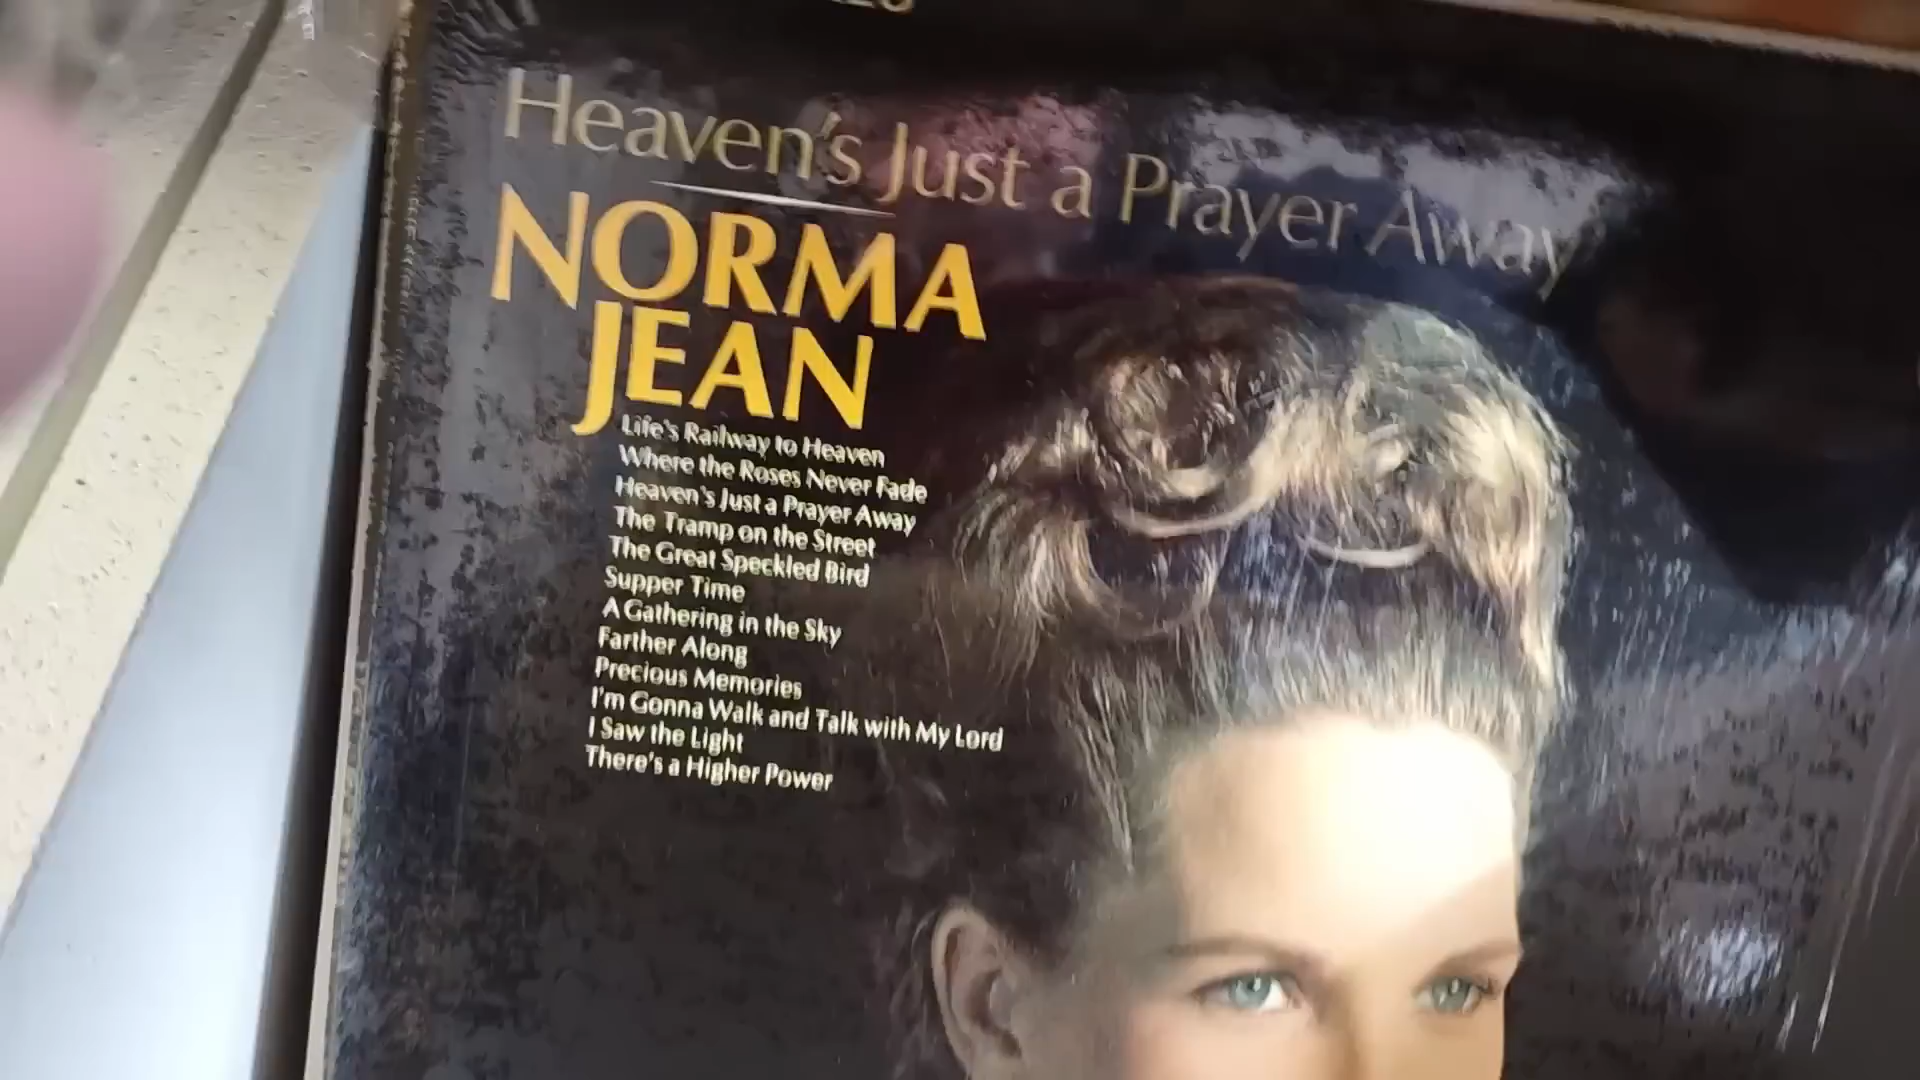 Heaven's Just a Prayer Away
NORMA
JEAN
Life's Railway to Heaven
Where the Roses Never Fade
Heaven's Just a Prayer Away
The Tramp on the Street
The Great Speckled Bird
Supper Time
A Gathering in the Sky
Farther Along
Precious Memories
I'm Gonna Walk and Talk with My Lord
I Saw the Light
There's a Higher Power